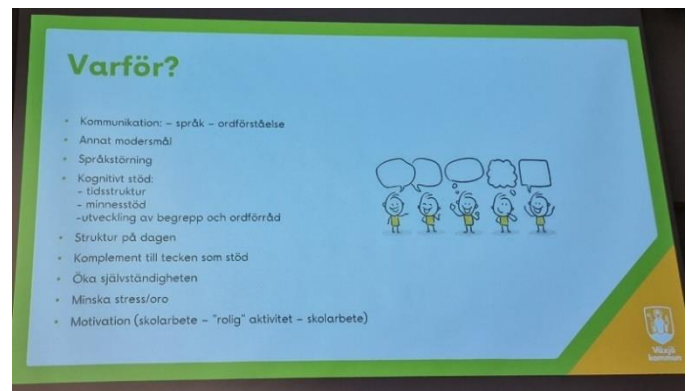 Varför?
• Kommunikation: – språk – ordförståelse
• Annat modersmål
• Språkstörning
• Kognitivt stöd:
- tidsstruktur
- minnesstöd
-utveckling av begrepp och ordförråd
• Struktur på dagen
• Komplement till tecken som stöd
• Öka självständigheten
• Minska stress/oro
• Motivation (skolarbete – "rolig" aktivitet – skolarbete)
Växjö
kommun